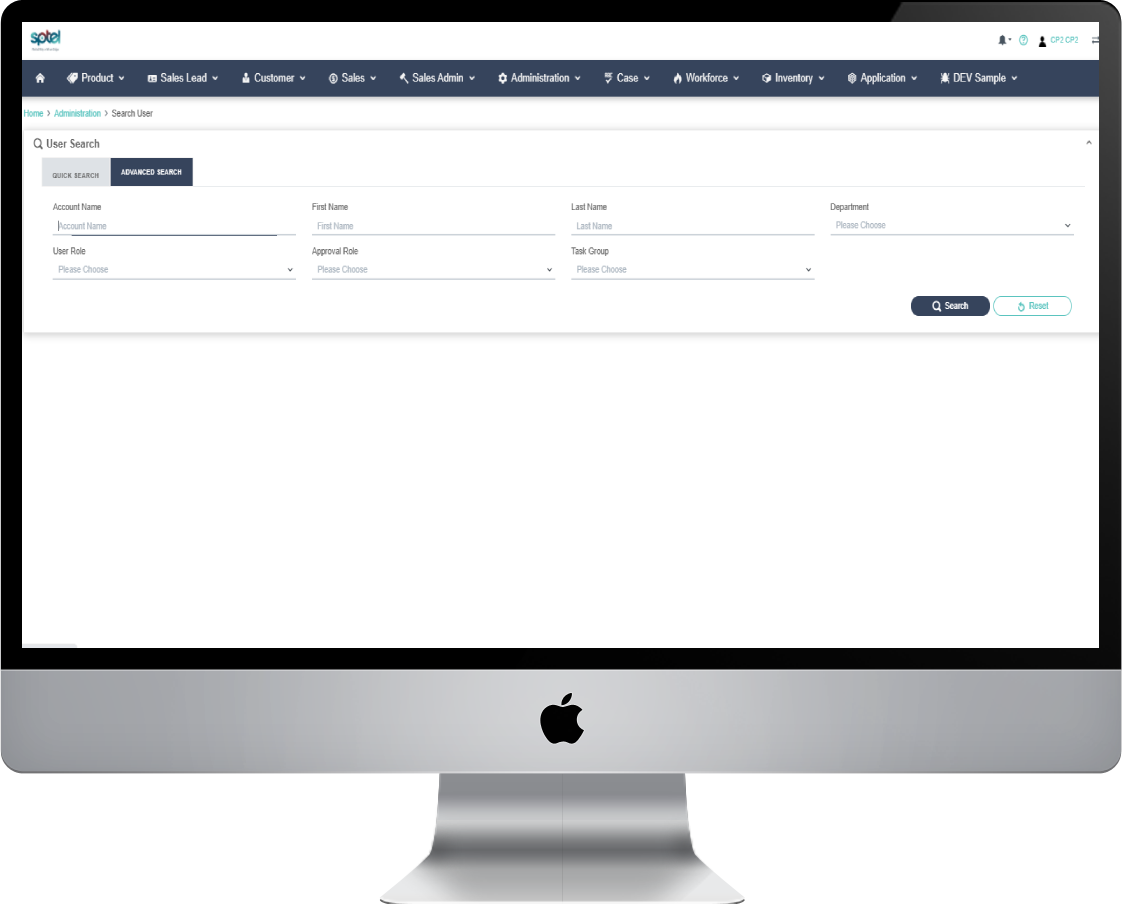 sptel
CP2 CP2
Product Sales Lead Customer Sales Sales Admin Administration Case Workforce Inventory Application DEV Sample
Home > Administration > Search User
User Search
QUICK SEARCH ADVANCED SEARCH
Account Name First Name Last Name Department
Account Name First Name Last Name Please Choose
User Role Approval Role Task Group
Please Choose Please Choose Please Choose
Search Reset